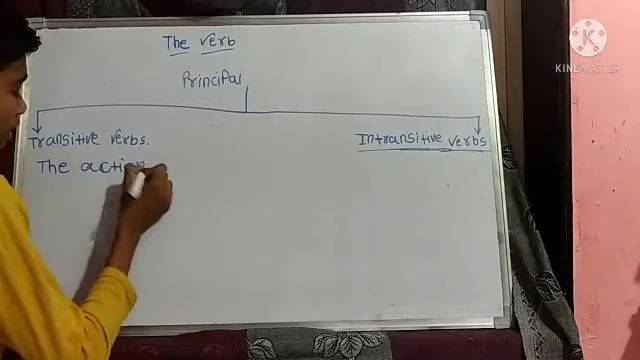 The verb
Principal
Transitive verbs.
Intransitive verbs
The action
K
KINEMASTER